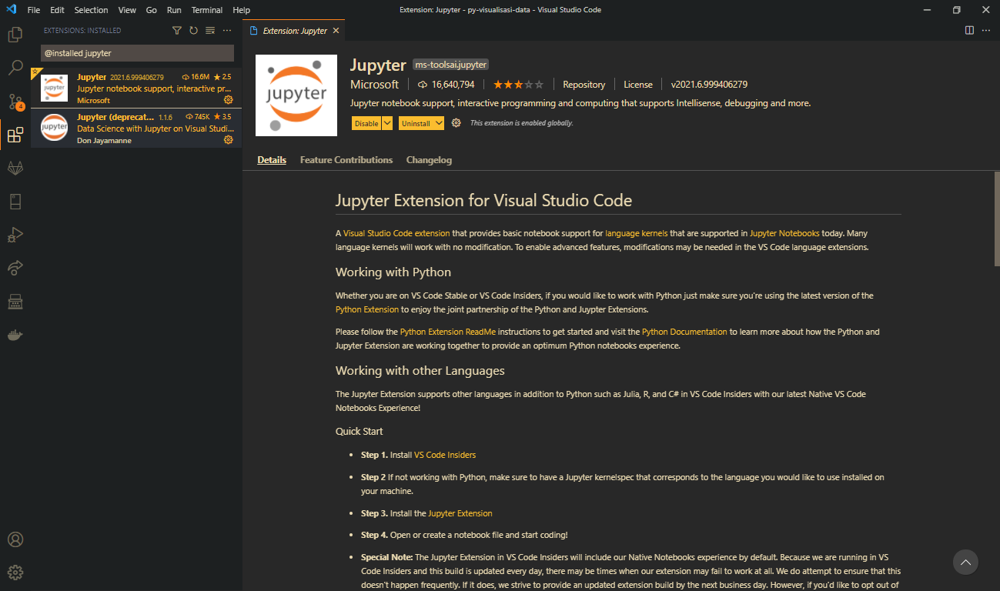 File Edit Selection View Go Run Terminal Help
Extension: Jupyter - py-visualisasi-data - Visual Studio Code
EXTENSIONS: INSTALLED
@installed jupyter
Jupyter 2021.6.999406279 16.6M ★ 2.5
Jupyter notebook support, interactive pr...
Microsoft
Jupyter (deprecat... 1.1.6 745K ★ 3.5
Data Science with Jupyter on Visual Studi...
Don Jayamanne
4
jupyter
jupyter
Extension: Jupyter
jupyter
Jupyter ms-toolsai.jupyter
Microsoft 16,640,794 Repository License v2021.6.999406279
Jupyter notebook support, interactive programming and computing that supports Intellisense, debugging and more.
Disable Uninstall This extension is enabled globally.
Details Feature Contributions Changelog
Jupyter Extension for Visual Studio Code
A Visual Studio Code extension that provides basic notebook support for language kernels that are supported in Jupyter Notebooks today. Many
language kernels will work with no modification. To enable advanced features, modifications may be needed in the VS Code language extensions.
Working with Python
Whether you are on VS Code Stable or VS Code Insiders, if you would like to work with Python just make sure you're using the latest version of the
Python Extension to enjoy the joint partnership of the Python and Juypter Extensions.
Please follow the Python Extension ReadMe instructions to get started and visit the Python Documentation to learn more about how the Python and
Jupyter Extension are working together to provide an optimum Python notebooks experience.
Working with other Languages
The Jupyter Extension supports other languages in addition to Python such as Julia, R, and C# in VS Code Insiders with our latest Native VS Code
Notebooks Experience!
Quick Start
• Step 1. Install VS Code Insiders
• Step 2 If not working with Python, make sure to have a Jupyter kernelspec that corresponds to the language you would like to use installed on
your machine.
• Step 3. Install the Jupyter Extension
• Step 4. Open or create a notebook file and start coding!
• Special Note: The Jupyter Extension in VS Code Insiders will include our Native Notebooks experience by default. Because we are running in VS
Code Insiders and this build is updated every day, there may be times when our extension may fail to work at all. We do attempt to ensure that this
doesn't happen frequently. If it does, we strive to provide an updated extension build by the next business day. However, if you'd like to opt out of